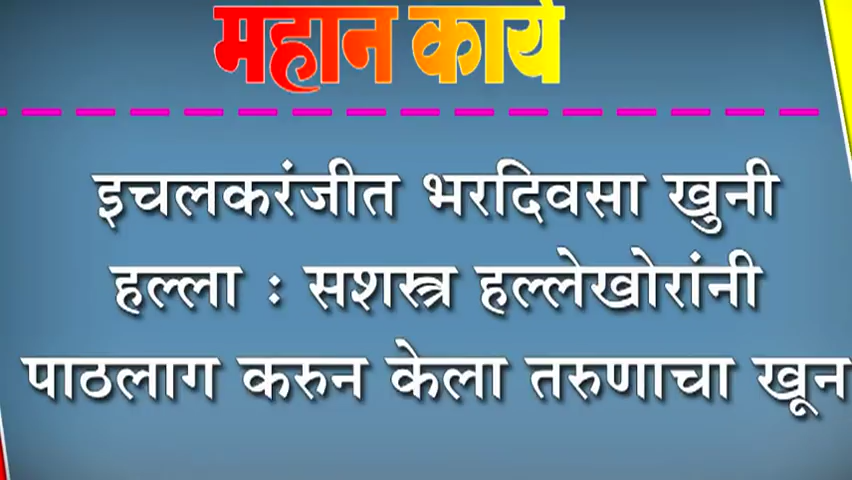 महान कार्य
इचलकरंजीत भरदिवसा खुनी
हल्ला : सशस्त्र हल्लेखोरांनी
पाठलाग करुन केला तरुणाचा खून